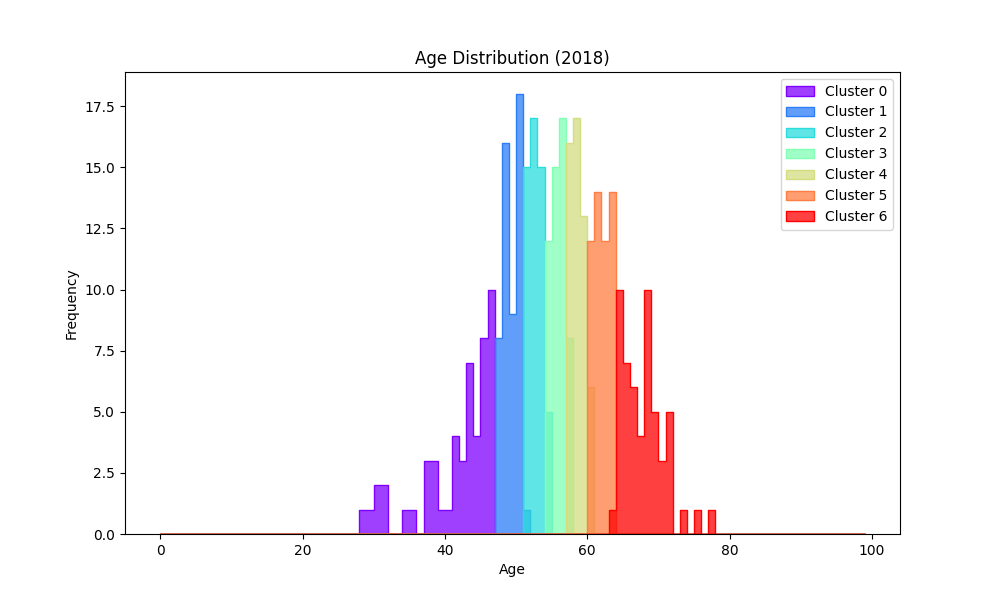 Age Distribution (2018)
Cluster 0
Cluster 1
Cluster 2
Cluster 3
Cluster 4
Cluster 5
Cluster 6
17.5
15.0
12.5
10.0
7.5
5.0
2.5
0.0
Frequency
0 20 40 60 80 100
Age